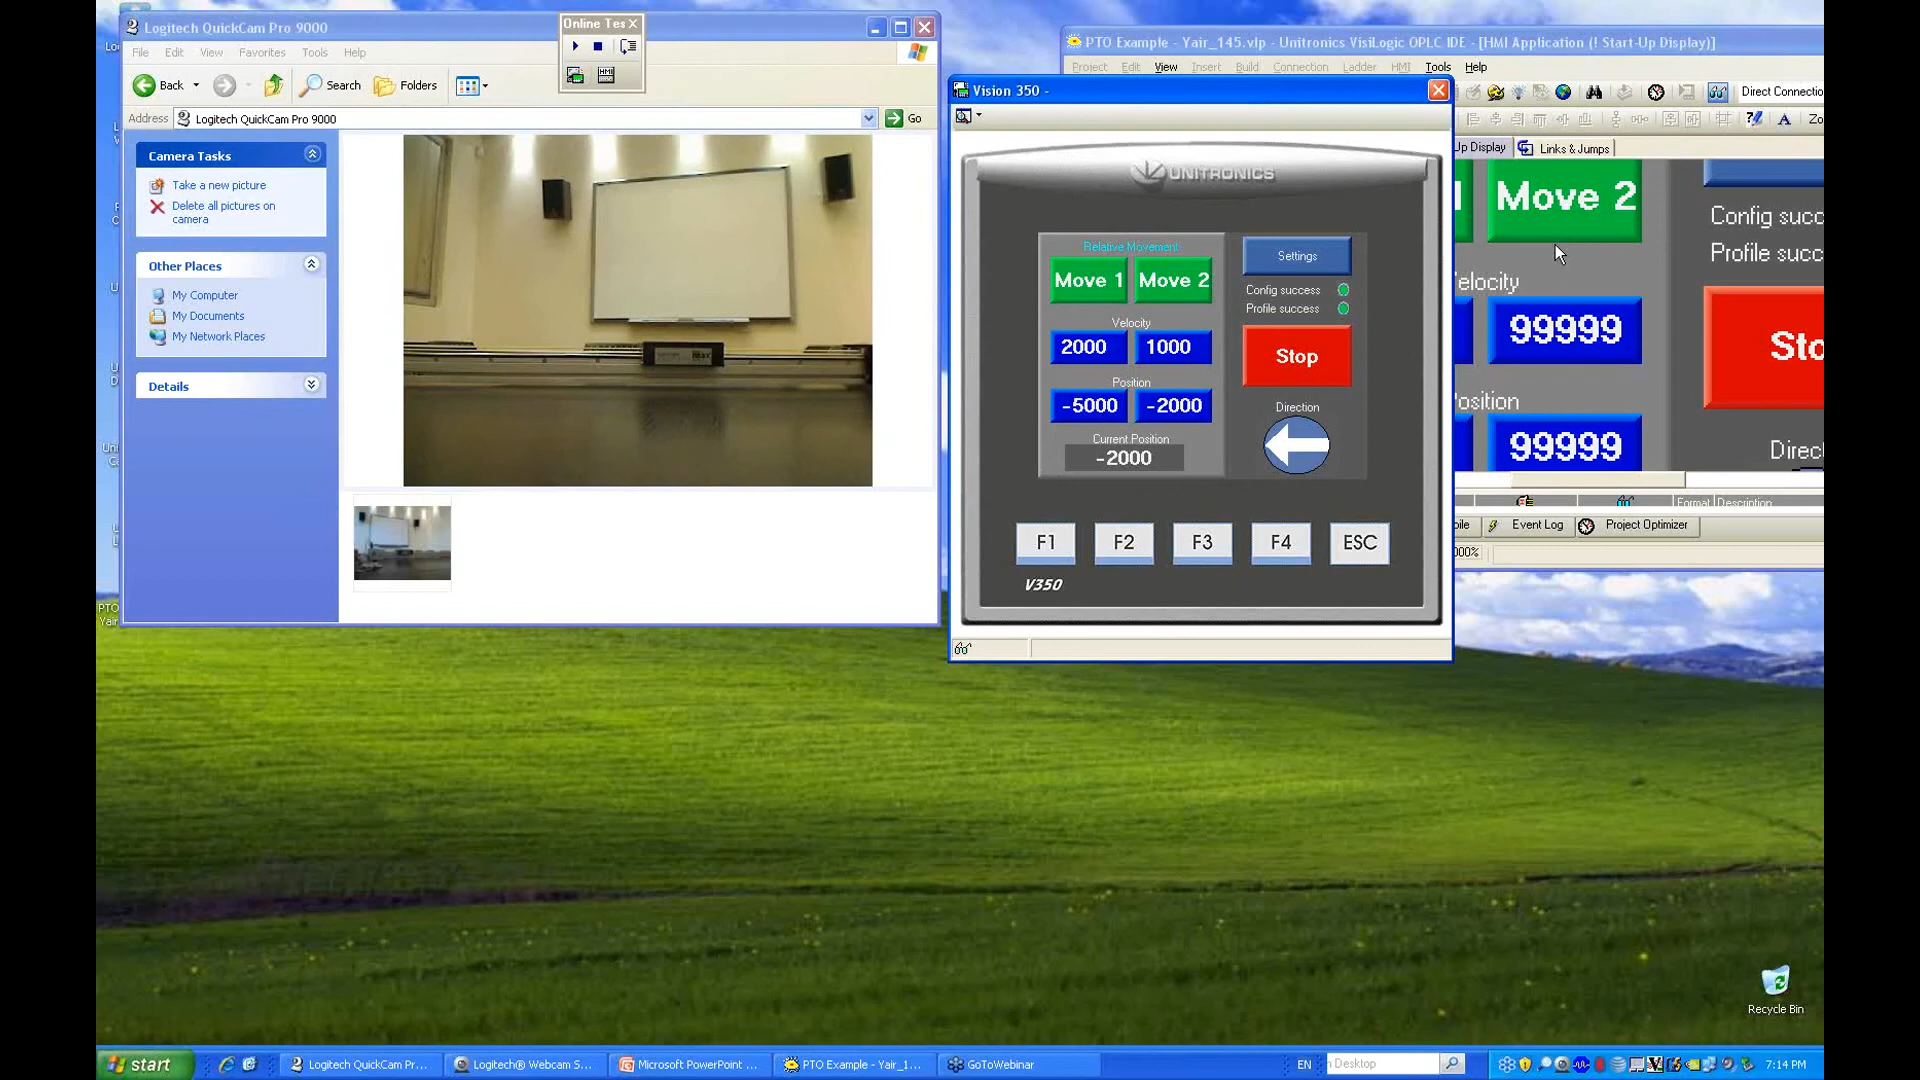 Logitech QuickCam Pro 9000
File Edit View Favorites Tools Help
Back Search Folders
Address Logitech QuickCam Pro 9000 Go
Camera Tasks
Take a new picture
Delete all pictures on
camera
Other Places
My Computer
My Documents
My Network Places
Details
Online Tes
HMI
PTO Example - Yair_145.vlp - Unitronics VisiLogic OPLC IDE - [HMI Application (! Start-Up Display)]
Project Edit View Insert Build Connection Ladder HMI Tools Help
Direct Connectio
Up Display Links & Jumps
Move 2
Config succ
Profile succ
elocity
99999
Sto
osition
99999
Direc
Format Description
pile Event Log Project Optimizer
Vision 350 -
UNITRONICS
Relative Movement
Move 1 Move 2
Velocity
2000 1000
Position
-5000 -2000
Current Position
-2000
Settings
Config success
Profile success
Stop
Direction
F1 F2 F3 F4 ESC
V350
PTO
Yair
Recycle Bin
start Logitech QuickCam Pr... Logitech® Webcam S... Microsoft PowerPoint ... PTO Example - Yair_1... GoToWebinar EN Desktop 7:14 PM